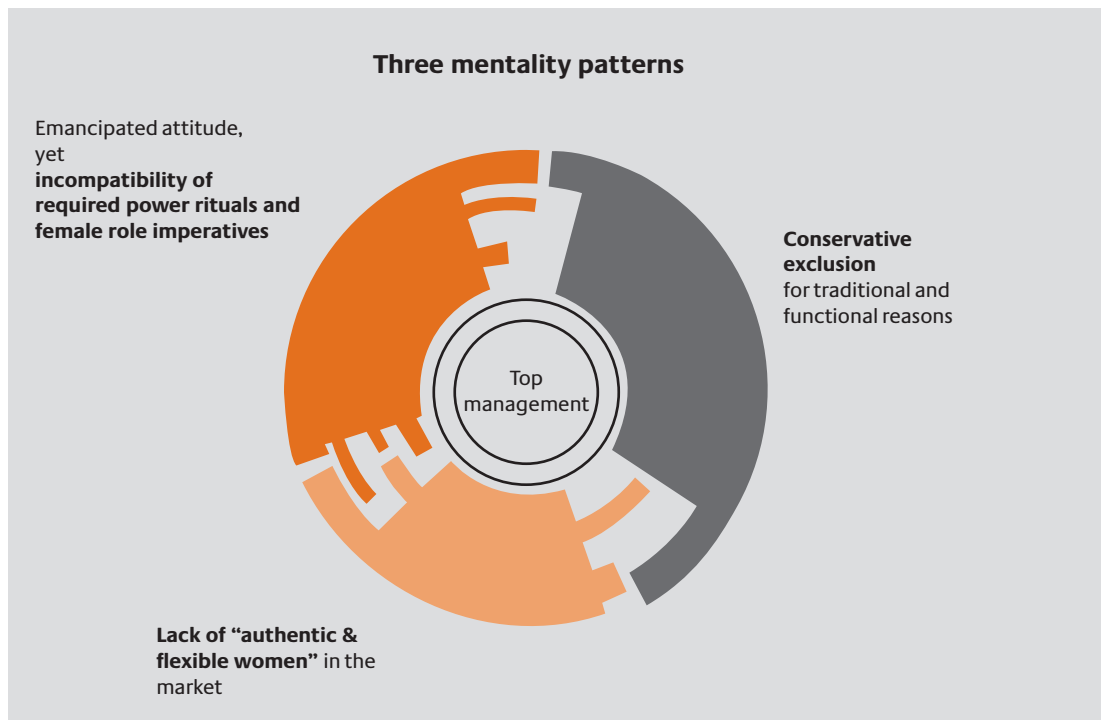 Three mentality patterns
Emancipated attitude,
yet
incompatibility of
required power rituals and
female role imperatives
Conservative
exclusion
for traditional and
functional reasons
Top
management
Lack of “authentic &
flexible women” in the
market